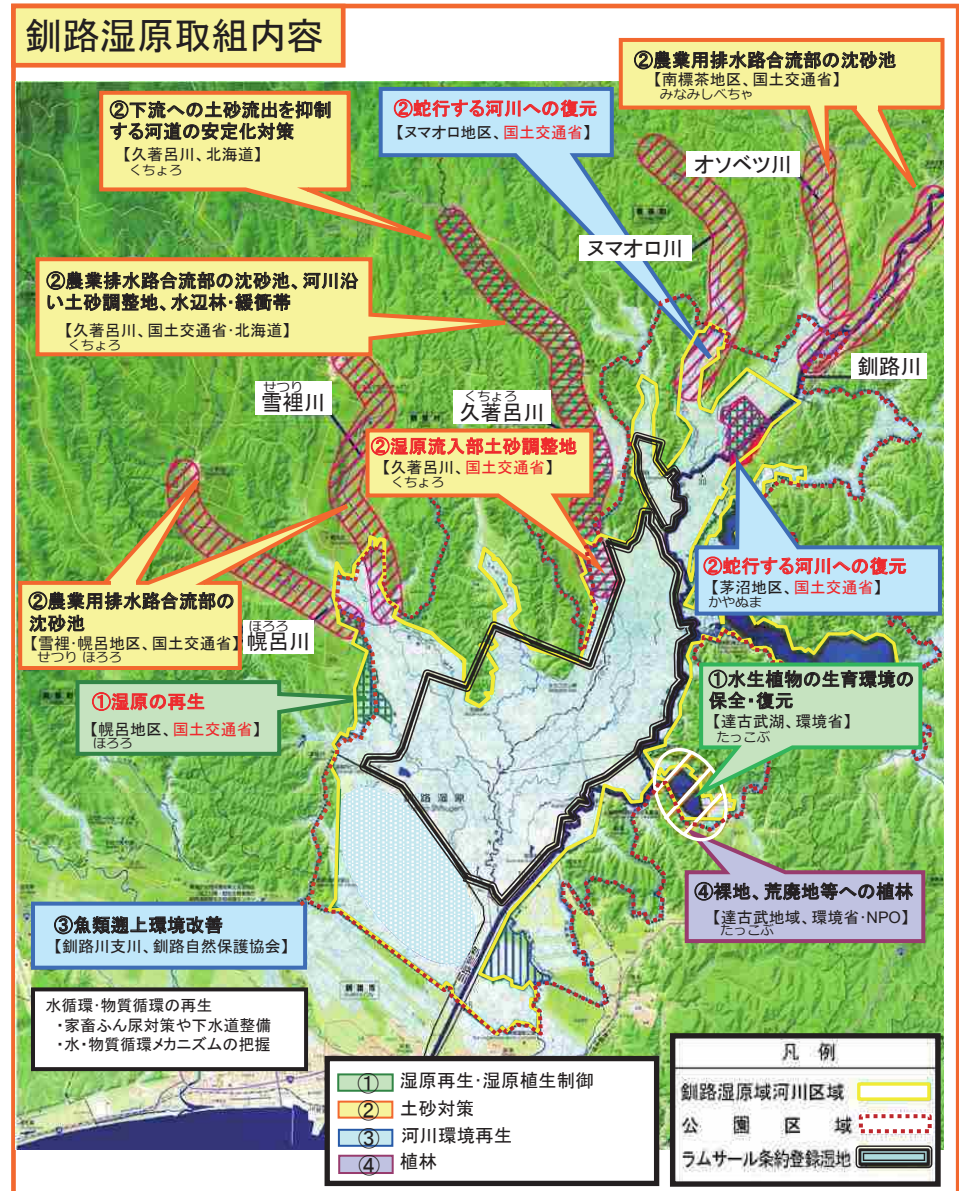 釧路湿原取組内容
②農業用排水路合流部の沈砂池
【南標茶地区、国土交通省】
みなみしべちゃ
②下流への土砂流出を抑制
する河道の安定化対策
【久著呂川、北海道】
くちょろ
②蛇行する河川への復元
【ヌマオロ地区、国土交通省】
オソベツ川
ヌマオロ川
②農業排水路合流部の沈砂池、河川沿
い土砂調整地、水辺林・緩衝帯
【久著呂川、国土交通省・北海道】
くちょろ
釧路川
せつり
雪裡川
くちょろ
久著呂川
②湿原流入部土砂調整地
【久著呂川、国土交通省】
くちょろ
②蛇行する河川への復元
【茅沼地区、国土交通省】
かやぬま
②農業用排水路合流部の
沈砂池
【雪裡・幌呂地区、国土交通省】
せつり ほろろ
ほろろ
幌呂川
①湿原の再生
【幌呂地区、国土交通省】
ほろろ
①水生植物の生育環境の
保全・復元
【達古武湖、環境省】
たっこぶ
釧路湿原
④裸地、荒廃地等への植林
【達古武地域、環境省・NPO】
たっこぶ
③魚類遡上環境改善
【釧路川支川、釧路自然保護協会】
水循環・物質循環の再生
・家畜ふん尿対策や下水道整備
・水・物質循環メカニズムの把握
① 湿原再生・湿原植生制御
② 土砂対策
③ 河川環境再生
④ 植林
凡例
釧路湿原域河川区域
公園区域
ラムサール条約登録湿地